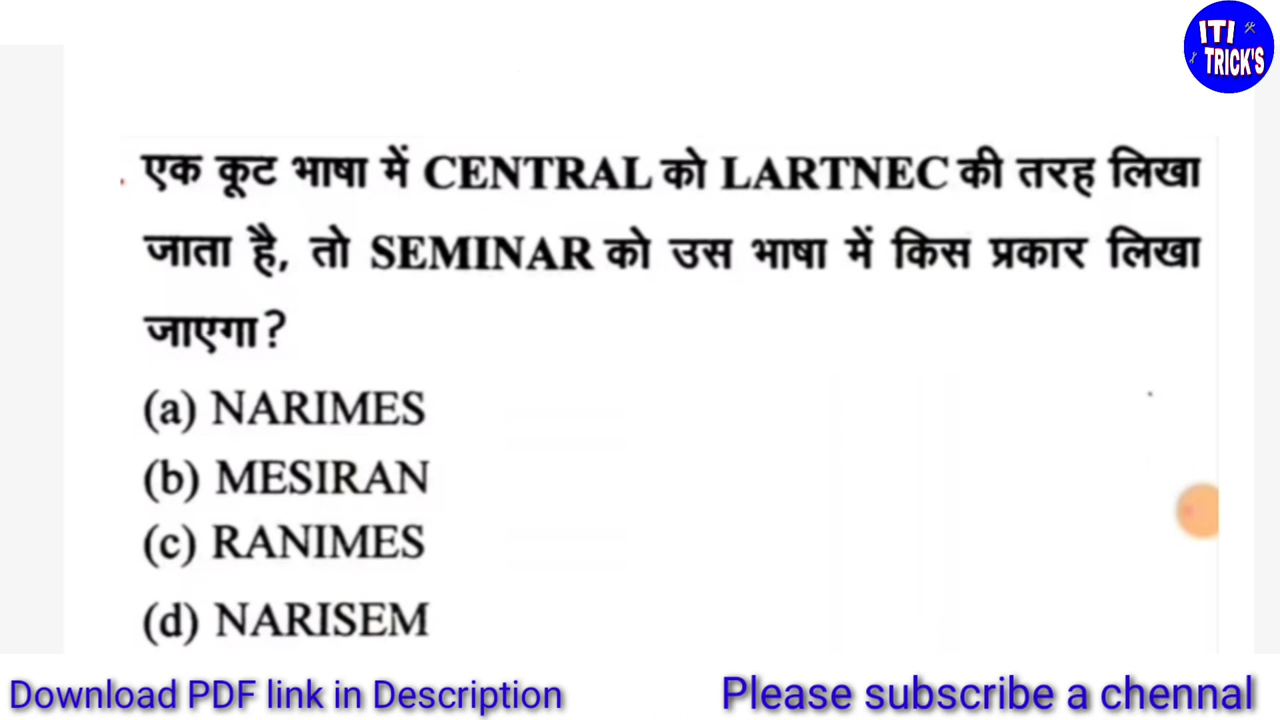 ITI
TRICK'S
एक कूट भाषा में CENTRAL को LARTNEC की तरह लिखा
जाता है, तो SEMINAR को उस भाषा में किस प्रकार लिखा
जाएगा?
(a) NARIMES
(b) MESIRAN
(c) RANIMES
(d) NARISEM
Download PDF link in Description
Please subscribe a chennal